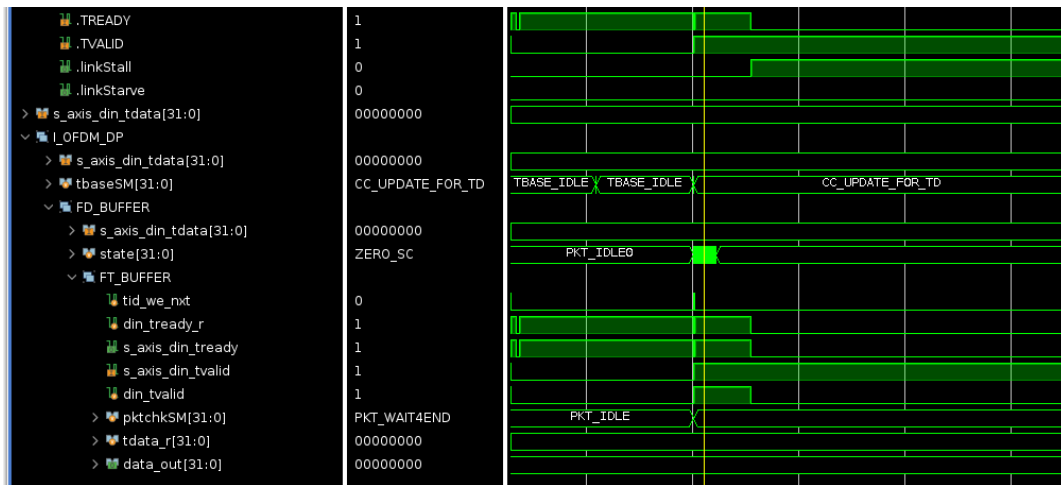 .TREADY 1
.TVALID 1
.linkStall 0
.linkStarve 0
s_axis_din_tdata[31:0] 00000000
I_OFDM_DP
s_axis_din_tdata[31:0] 00000000
tbaseSM[31:0] CC_UPDATE_FOR_TD TBASE_IDLE TBASE_IDLE CC_UPDATE_FOR_TD
FD_BUFFER
s_axis_din_tdata[31:0] 00000000
state[31:0] ZERO_SC PKT_IDLE0
FT_BUFFER
tid_we_nxt 0
din_tready_r 1
s_axis_din_tready 1
s_axis_din_tvalid 1
din_tvalid 1
pktchkSM[31:0] PKT_WAIT4END PKT_IDLE
tdata_r[31:0] 00000000
data_out[31:0] 00000000